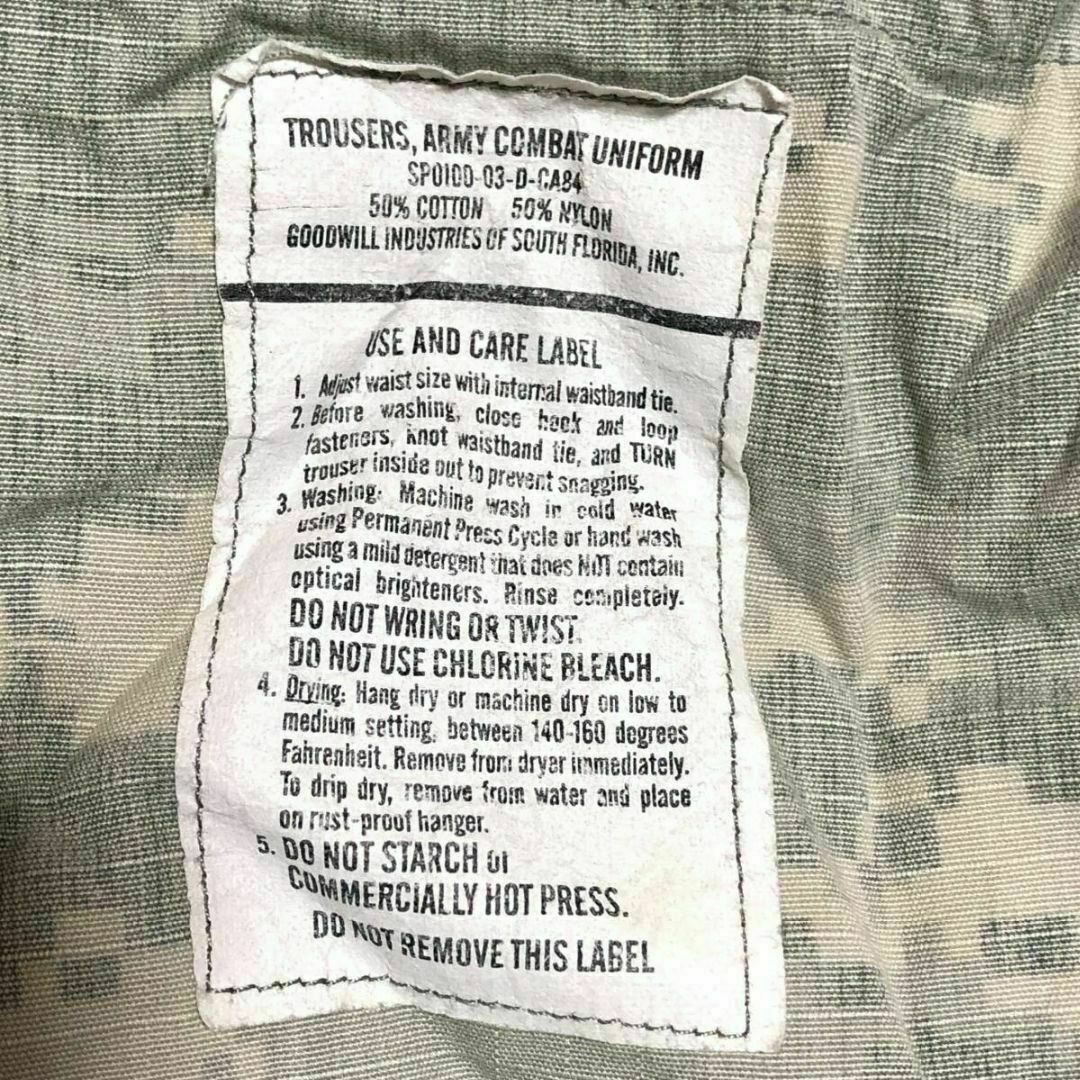 TROUSERS, ARMY COMBAT UNIFORM
SPO100-03-D-CA84
50% COTTON 50% NYLON
GOODWILL INDUSTRIES OF SOUTH FLORIDA, INC.
USE AND CARE LABEL
1. Adjust waist size with internal waistband tie.
2. Before washing, close hook and loop
fasteners, knot waistband tie, and TURN
trouser inside out to prevent snagging.
3. Washing: Machine wash in cold water
using Permanent Press Cycle or hand wash
using a mild detergent that does NOT contain
optical brighteners. Rinse completely.
DO NOT WRING OR TWIST.
DO NOT USE CHLORINE BLEACH.
4. Drying: Hang dry or machine dry on low to
medium setting, between 140-160 degrees
Fahrenheit. Remove from dryer immediately.
To drip dry, remove from water and place
on rust-proof hanger.
5. DO NOT STARCH or
COMMERCIALLY HOT PRESS.
DO NOT REMOVE THIS LABEL